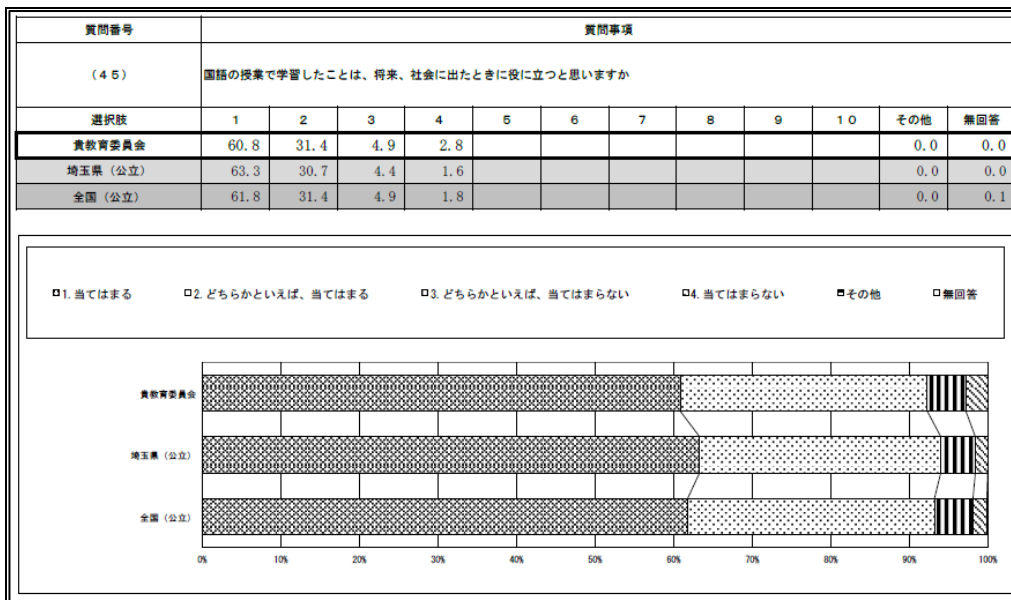 質問番号 質問事項
(45) 国語の授業で学習したことは、将来、社会に出たときに役に立つと思いますか
選択肢 1 2 3 4 5 6 7 8 9 10 その他 無回答
貴教育委員会 60.8 31.4 4.9 2.8 0.0 0.0
埼玉県(公立) 63.3 30.7 4.4 1.6 0.0 0.0
全国(公立) 61.8 31.4 4.9 1.8 0.0 0.1
1.当てはまる 2.どちらかといえば、当てはまる 3.どちらかといえば、当てはまらない 4.当てはまらない その他 無回答
貴教育委員会
埼玉県(公立)
全国(公立)
0% 10% 20% 30% 40% 50% 60% 70% 80% 90% 100%